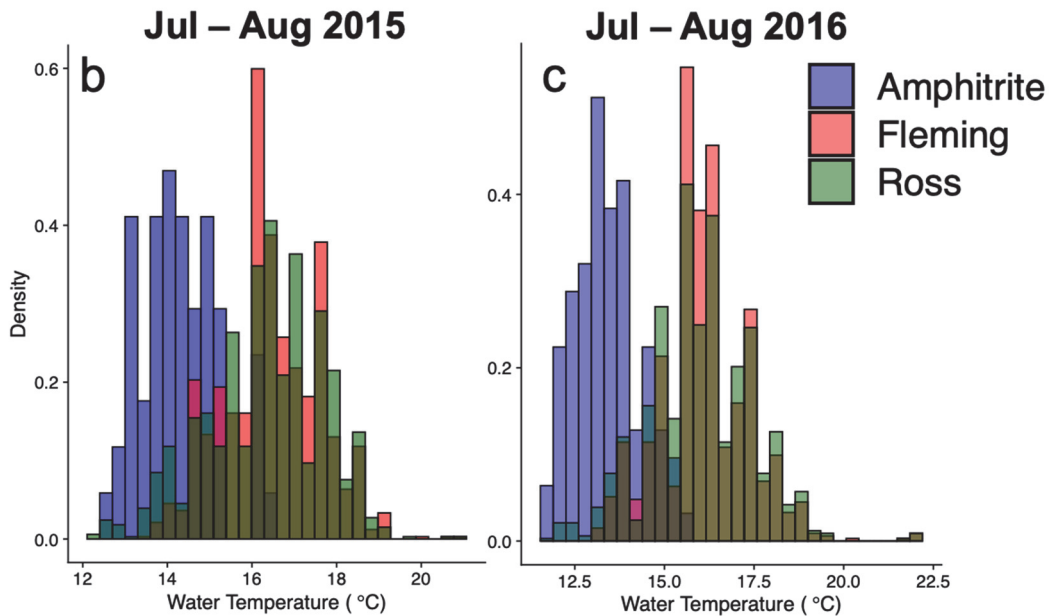 Jul – Aug 2015
Jul – Aug 2016
b
c
Amphitrite
Fleming
Ross
0.6
0.4
0.2
0.0
Density
12 14 16 18 20
Water Temperature ( °C)
0.4
0.2
0.0
12.5 15.0 17.5 20.0 22.5
Water Temperature ( °C)